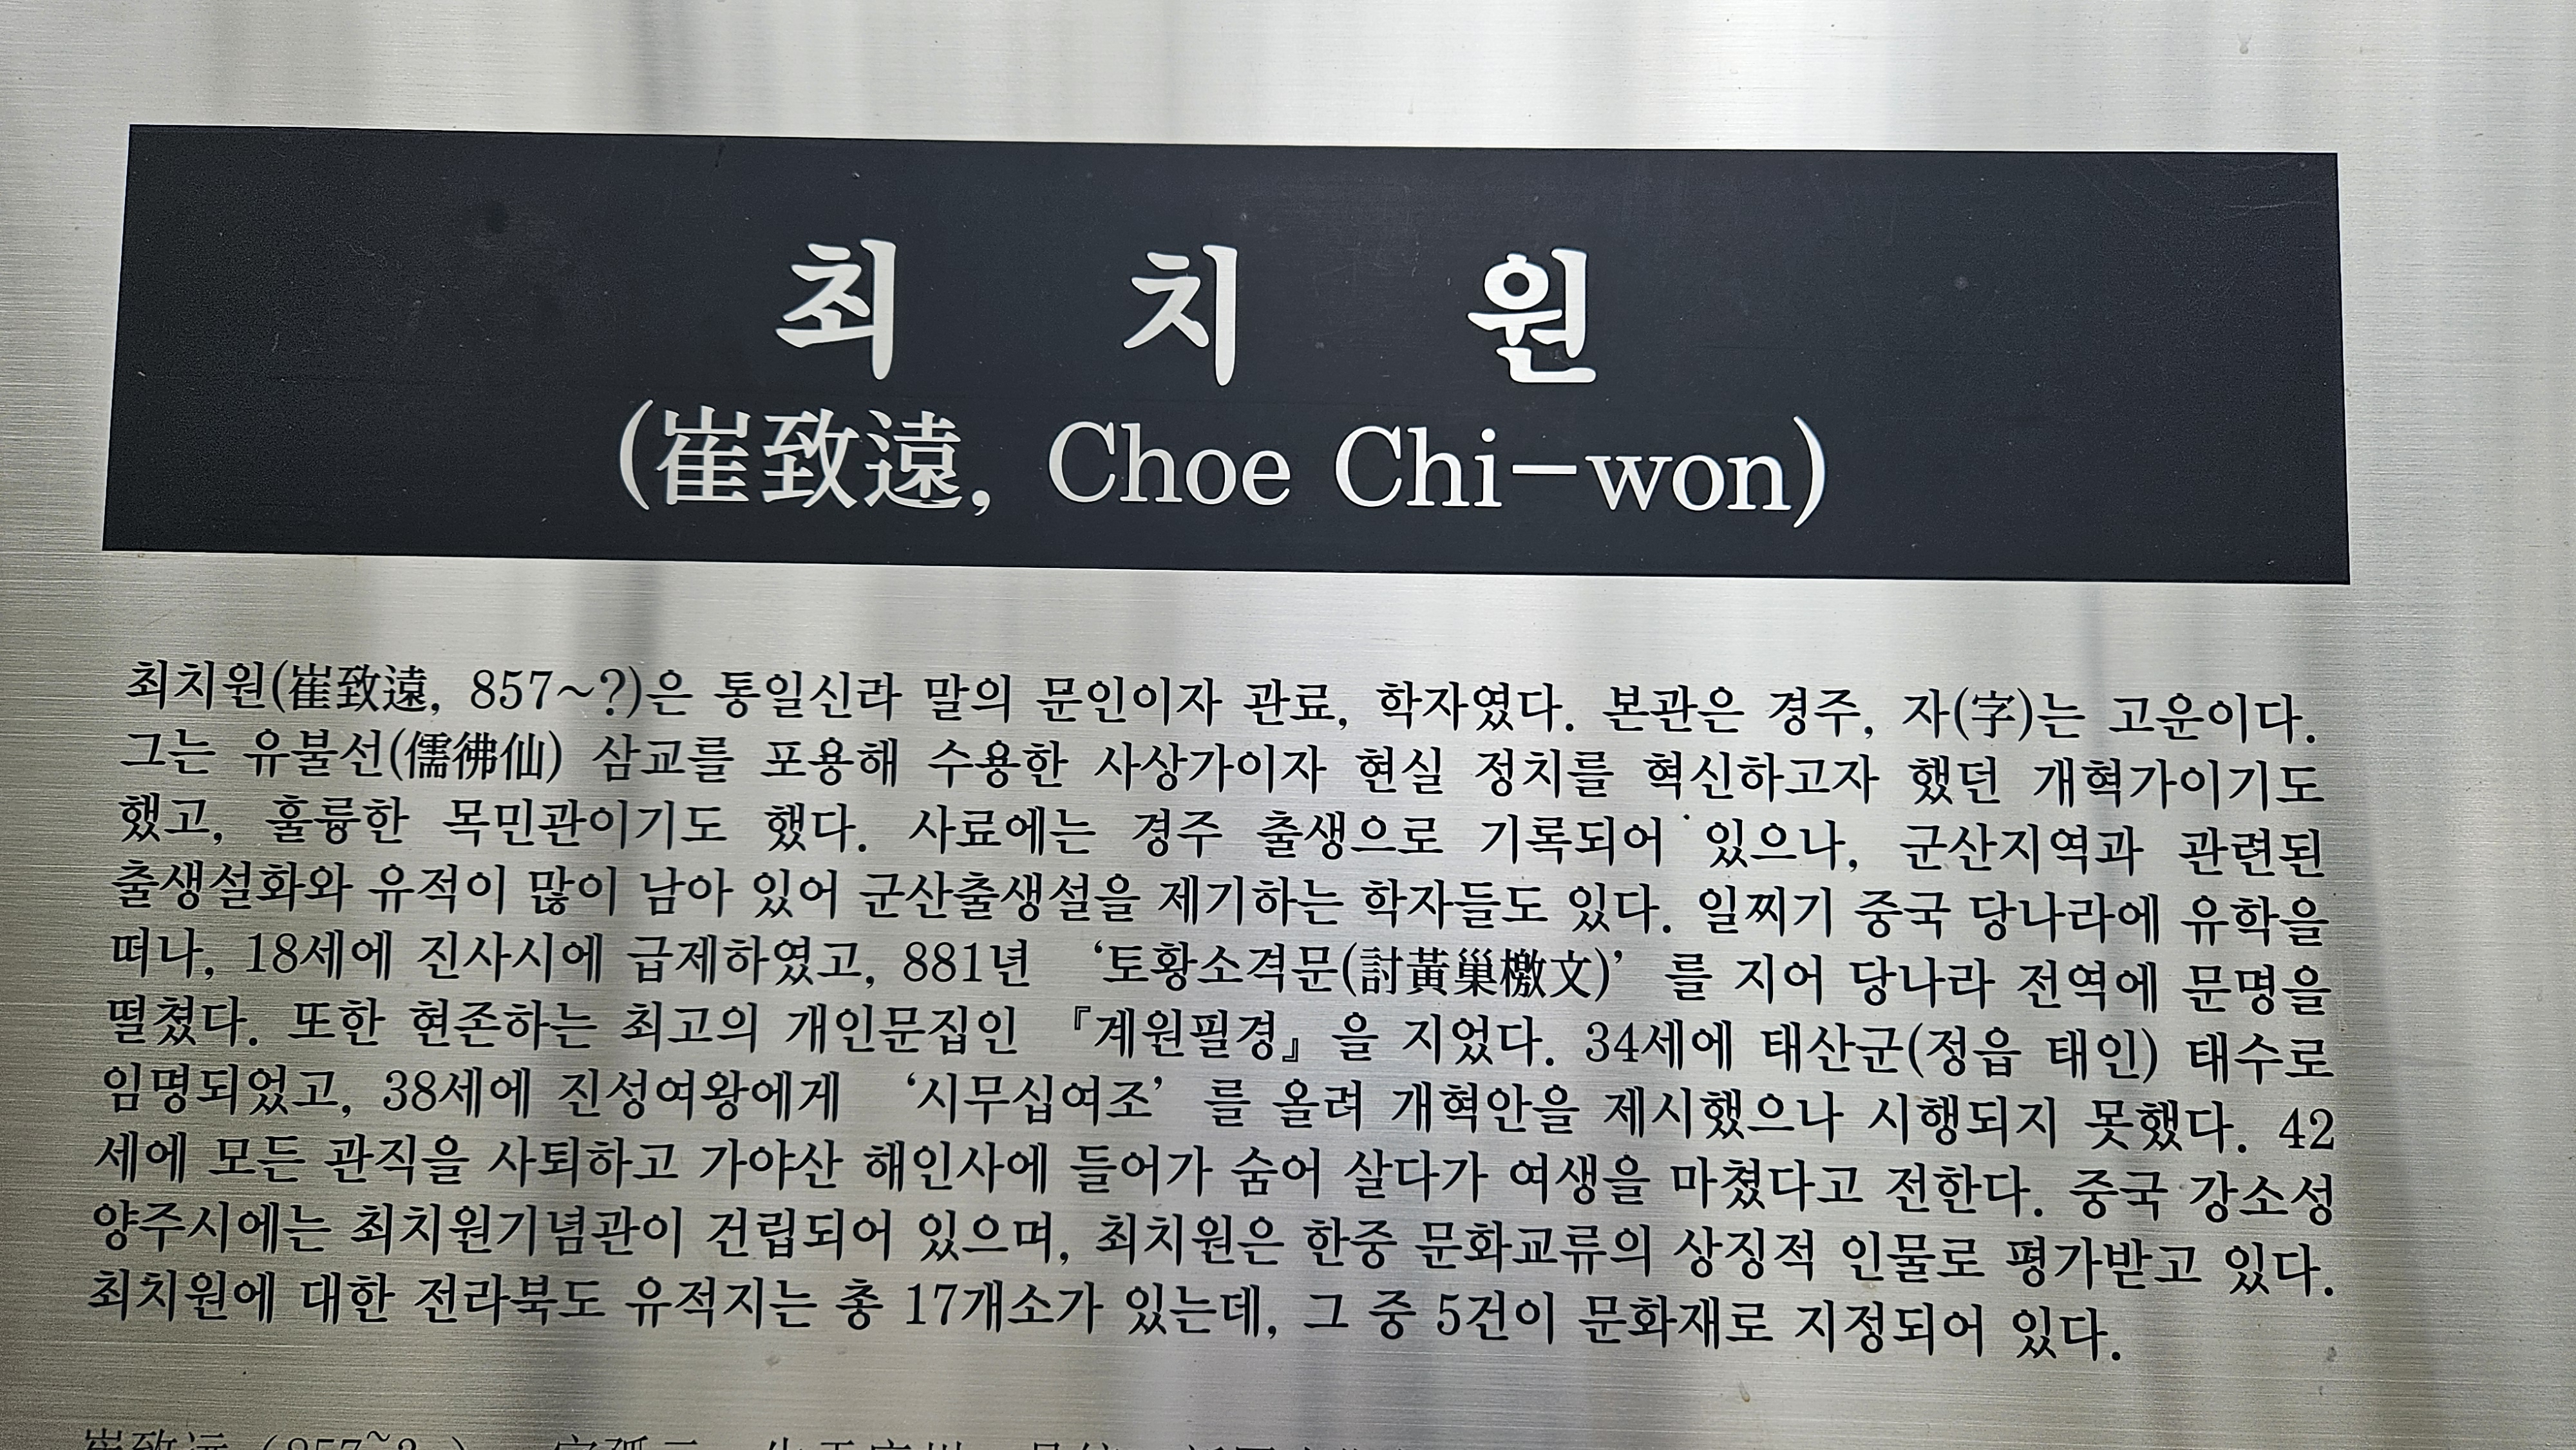 최 치 원
(崔致遠, Choe Chi-won)
최치원(崔致遠, 857~?)은 통일신라 말의 문인이자 관료, 학자였다. 본관은 경주, 자(字)는 고운이다.
그는 유불선(儒彿仙) 삼교를 포용해 수용한 사상가이자 현실 정치를 혁신하고자 했던 개혁가이기도
했고, 훌륭한 목민관이기도 했다. 사료에는 경주 출생으로 기록되어 있으나, 군산지역과 관련된
출생설화와 유적이 많이 남아 있어 군산출생설을 제기하는 학자들도 있다. 일찌기 중국 당나라에 유학을
떠나, 18세에 진사시에 급제하였고, 881년 ‘토황소격문(討黃巢檄文)’ 를 지어 당나라 전역에 문명을
떨쳤다. 또한 현존하는 최고의 개인문집인 『계원필경』을 지었다. 34세에 태산군(정읍 태인) 태수로
임명되었고, 38세에 진성여왕에게 ‘시무십여조’ 를 올려 개혁안을 제시했으나 시행되지 못했다. 42
세에 모든 관직을 사퇴하고 가야산 해인사에 들어가 숨어 살다가 여생을 마쳤다고 전한다. 중국 강소성
양주시에는 최치원기념관이 건립되어 있으며, 최치원은 한중 문화교류의 상징적 인물로 평가받고 있다.
최치원에 대한 전라북도 유적지는 총 17개소가 있는데, 그 중 5건이 문화재로 지정되어 있다.